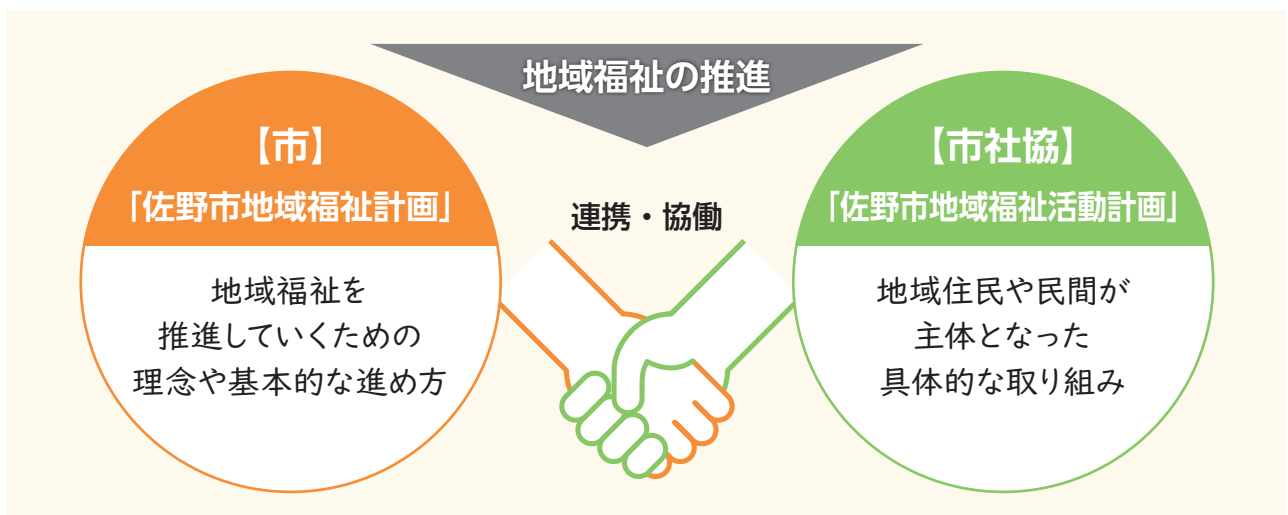 地域福祉の推進
【市】
「佐野市地域福祉計画」
地域福祉を
推進していくための
理念や基本的な進め方
連携・協働
【市社協】
「佐野市地域福祉活動計画」
地域住民や民間が
主体となった
具体的な取り組み